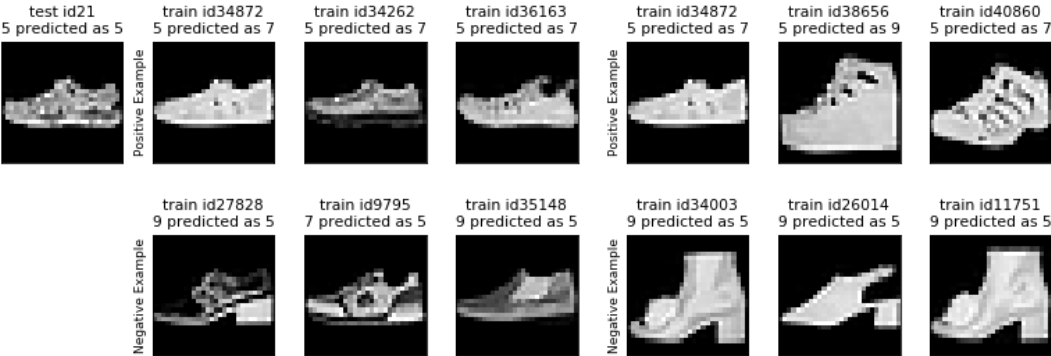 test id21
5 predicted as 5
train id34872
5 predicted as 7
train id34262
5 predicted as 7
train id36163
5 predicted as 7
train id34872
5 predicted as 7
train id38656
5 predicted as 9
train id40860
5 predicted as 7
Positive Example
Positive Example
train id27828
9 predicted as 5
train id9795
7 predicted as 5
train id35148
9 predicted as 5
train id34003
9 predicted as 5
train id26014
9 predicted as 5
train id11751
9 predicted as 5
Negative Example
Negative Example